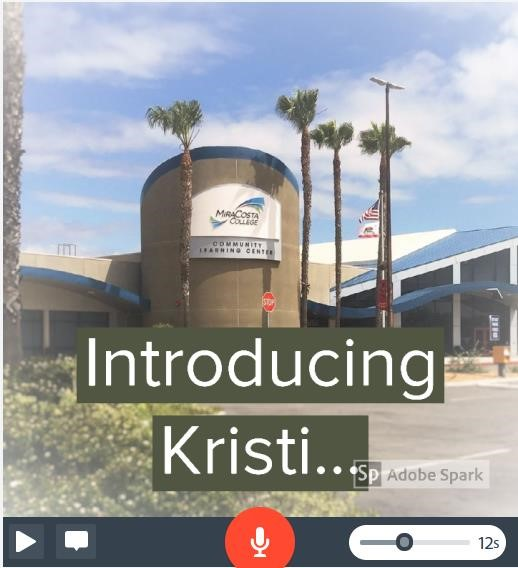 MIRACOSTA
COLLEGE
COMMUNITY
LEARNING CENTER
STOP
Introducing
Kristi...
Sp Adobe Spark
12s